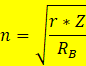 n = √(r * Z / R_B)